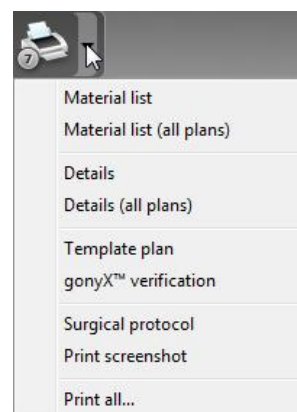 7
Material list
Material list (all plans)
Details
Details (all plans)
Template plan
gonyX™ verification
Surgical protocol
Print screenshot
Print all...